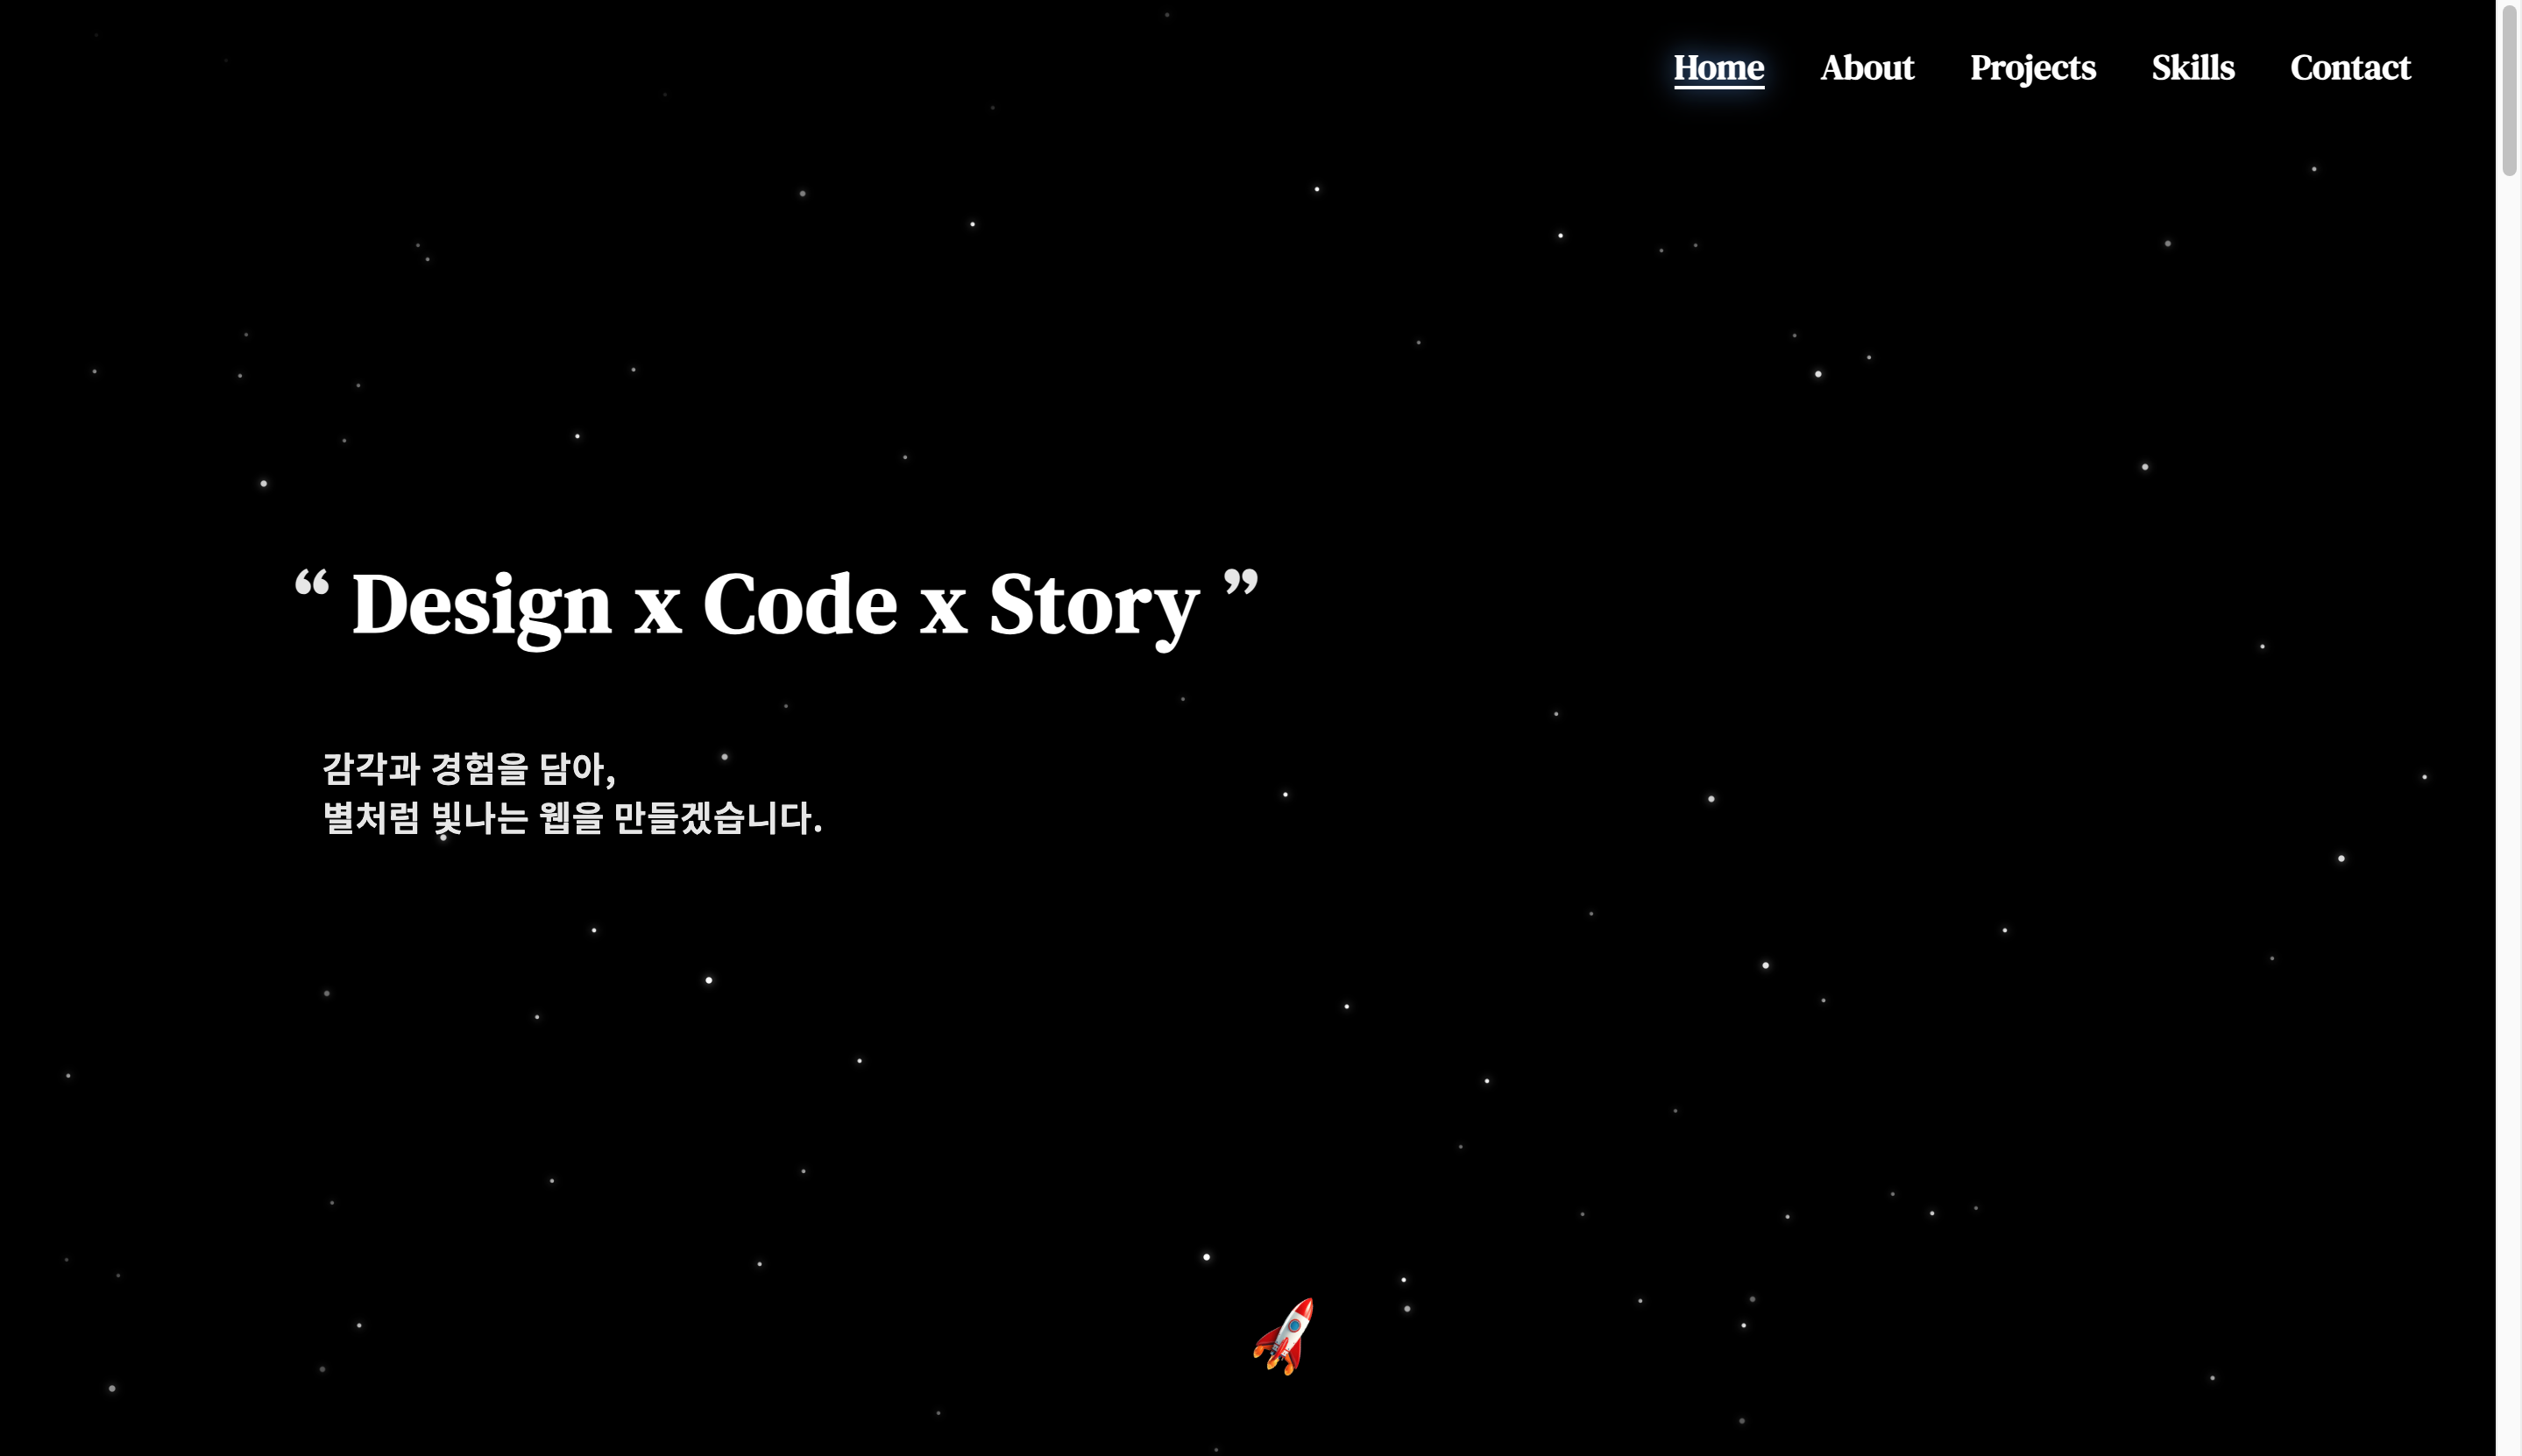 Home About Projects Skills Contact
“ Design x Code x Story ”
감각과 경험을 담아,
별처럼 빛나는 웹을 만들겠습니다.